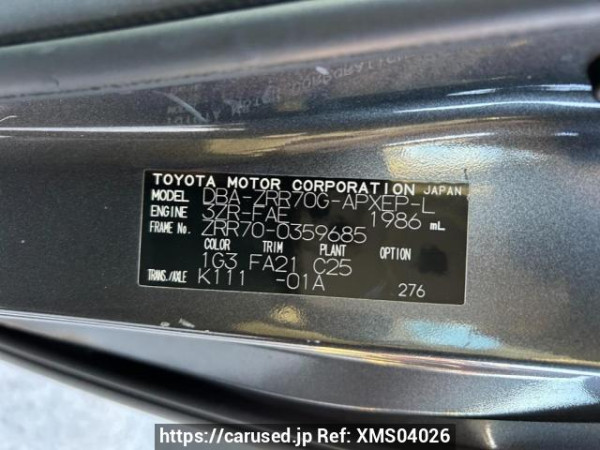 TOYOTA MOTOR CORPORATION JAPAN
MODEL DBA-ZRR70G-APXEP-L
ENGINE 3ZR-FAE 1986 mL
FRAME No. ZRR70-0359685
COLOR TRIM PLANT OPTION
1G3 FA21 C25
TRANS./AXLE K111 -01A 276
https://carused.jp Ref: XMS04026